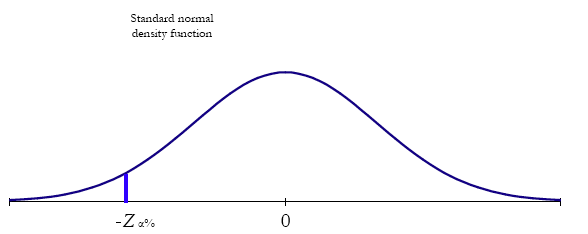 Standard normal
density function
-Z α%
0